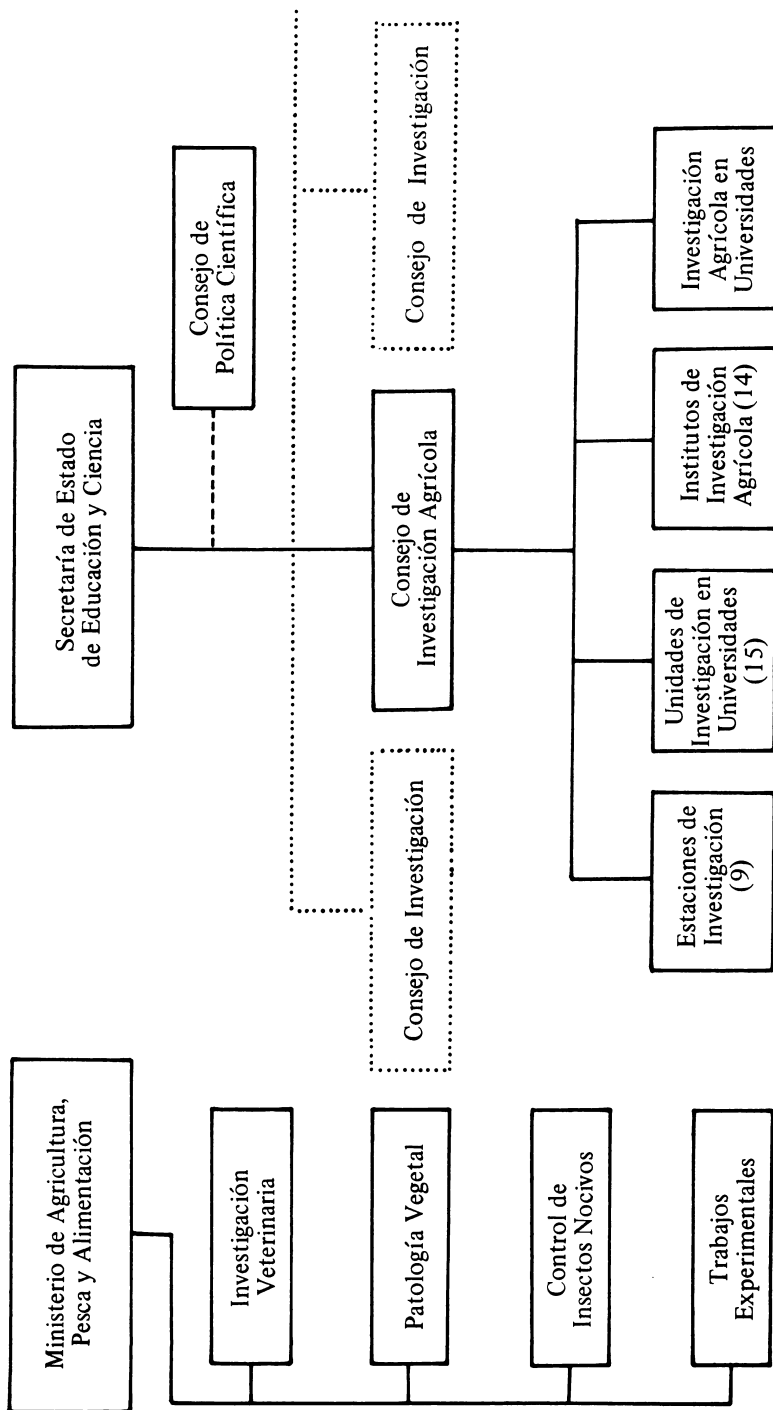 Ministerio de Agricultura,
Pesca y Alimentación
Investigación
Veterinaria
Patología Vegetal
Control de
Insectos Nocivos
Trabajos
Experimentales
Secretaría de Estado
de Educación y Ciencia
Consejo de
Política Científica
Consejo de Investigación
Consejo de
Investigación Agrícola
Consejo de Investigación
Estaciones de
Investigación
(9)
Unidades de
Investigación en
Universidades
(15)
Institutos de
Investigación
Agrícola (14)
Investigación
Agrícola en
Universidades